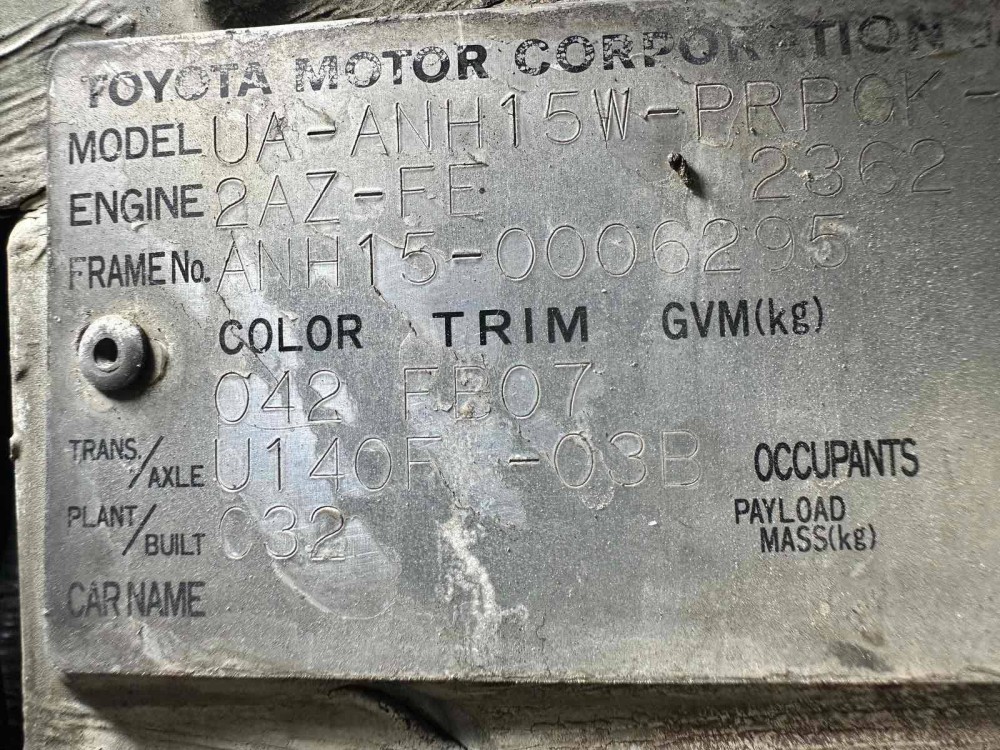 TOYOTA MOTOR CORPORATION
MODEL UA-ANH15W-PRPGK-
ENGINE 2AZ-FE 2362
FRAME No. ANH15-0006295
COLOR TRIM GVM(kg)
042 FB07
TRANS./AXLE U140F -03B OCCUPANTS
PLANT/BUILT 032 PAYLOAD MASS(kg)
CAR NAME